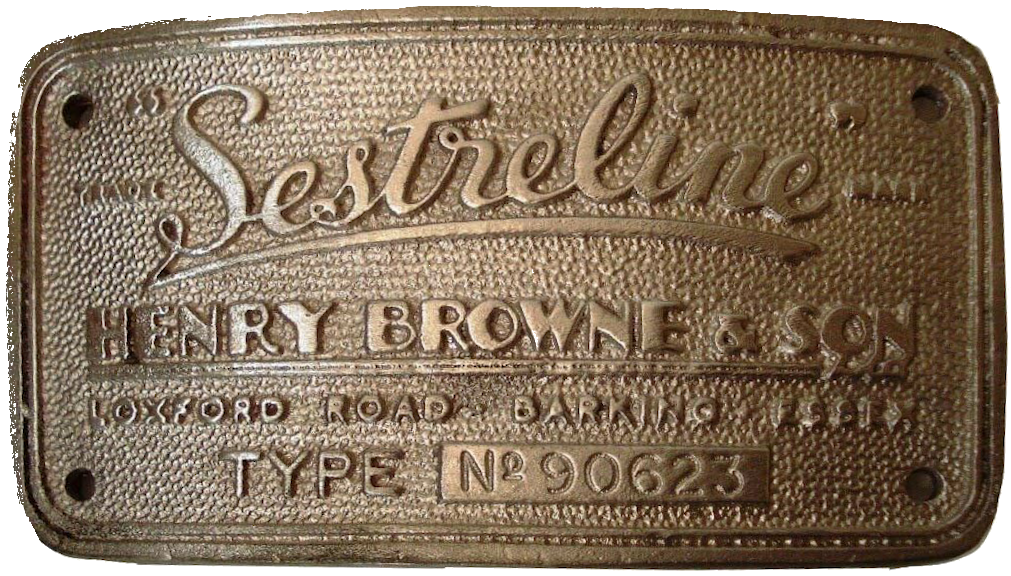 "Sestreline"
TRADE MARK
HENRY BROWNE & SON
LOXFORD ROAD · BARKING · ESSEX.
TYPE Nº 90623